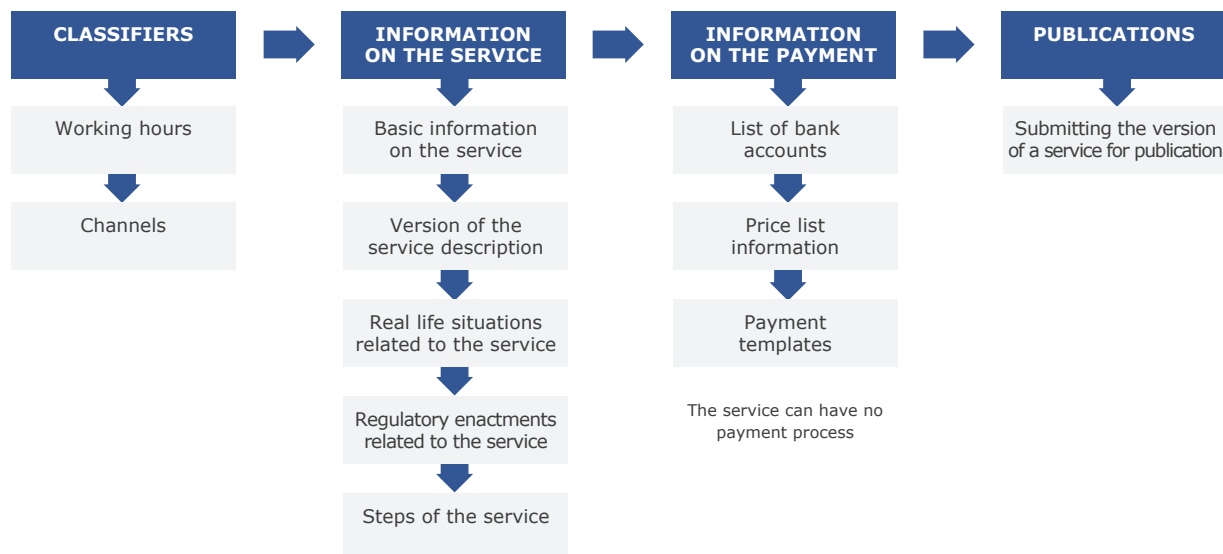 CLASSIFIERS
Working hours
Channels
INFORMATION
ON THE SERVICE
Basic information
on the service
Version of the
service description
Real life situations
related to the service
Regulatory enactments
related to the service
Steps of the service
INFORMATION
ON THE PAYMENT
List of bank
accounts
Price list
information
Payment
templates
The service can have no
payment process
PUBLICATIONS
Submitting the version
of a service for publication